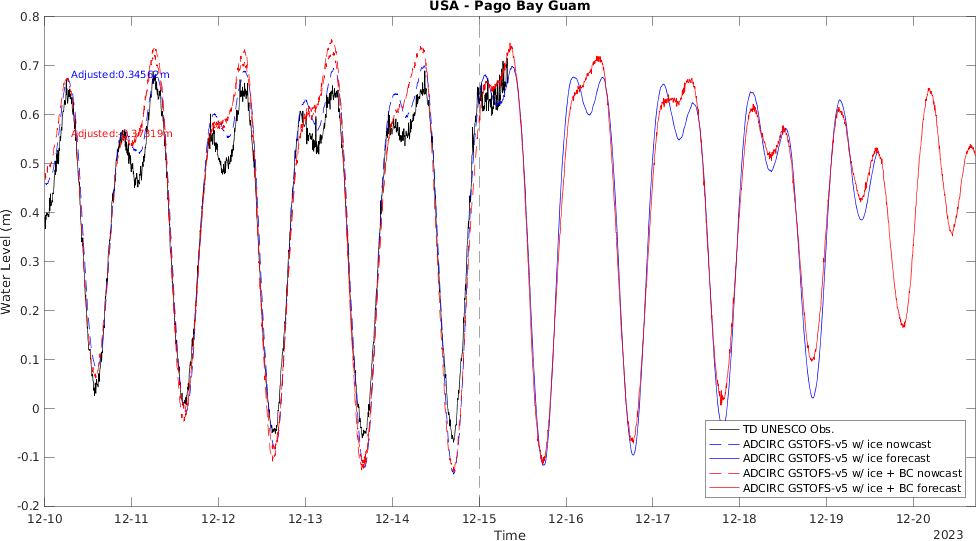 USA - Pago Bay Guam
0.8
0.7
0.6
0.5
0.4
0.3
0.2
0.1
0
-0.1
-0.2
Water Level (m)
12-10
12-11
12-12
12-13
12-14
12-15
12-16
12-17
12-18
12-19
12-20
Time
2023
TD UNESCO Obs.
ADCIRC GSTOFS-v5 w/ ice nowcast
ADCIRC GSTOFS-v5 w/ ice forecast
ADCIRC GSTOFS-v5 w/ ice + BC nowcast
ADCIRC GSTOFS-v5 w/ ice + BC forecast